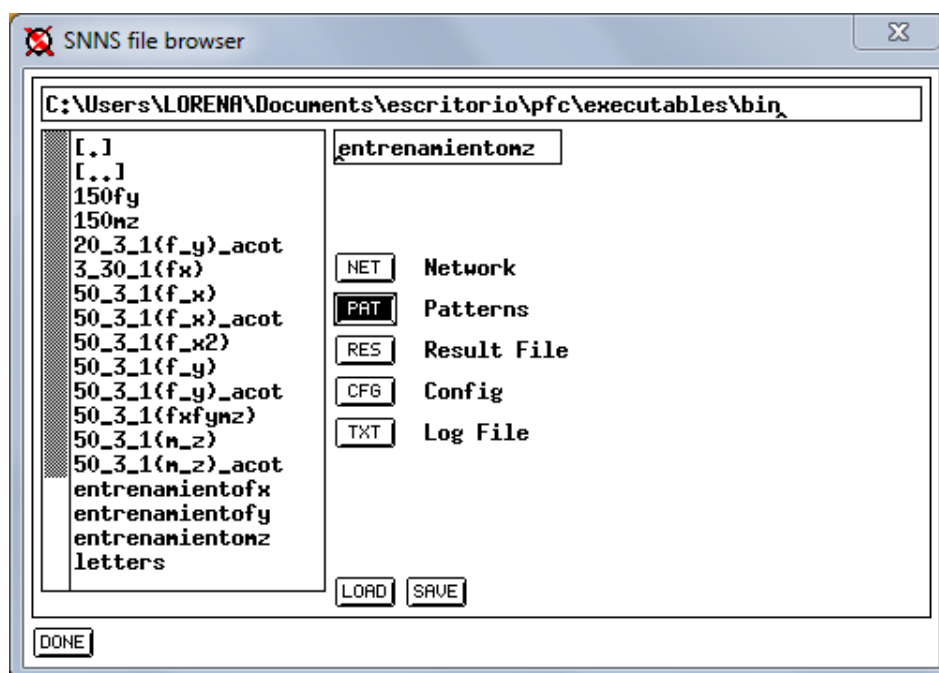 SNNS file browser
C:\Users\LORENA\Documents\escritorio\pfc\executables\bin
[.]
[..]
150fy
150mz
20_3_1(f_y)_acot
3_30_1(fx)
50_3_1(f_x)
50_3_1(f_x)_acot
50_3_1(f_x2)
50_3_1(f_y)
50_3_1(f_y)_acot
50_3_1(fxfymz)
50_3_1(m_z)
50_3_1(m_z)_acot
entrenamientofx
entrenamientofy
entrenamientomz
letters
entrenamientomz
NET Network
PAT Patterns
RES Result File
CFG Config
TXT Log File
LOAD SAVE
DONE